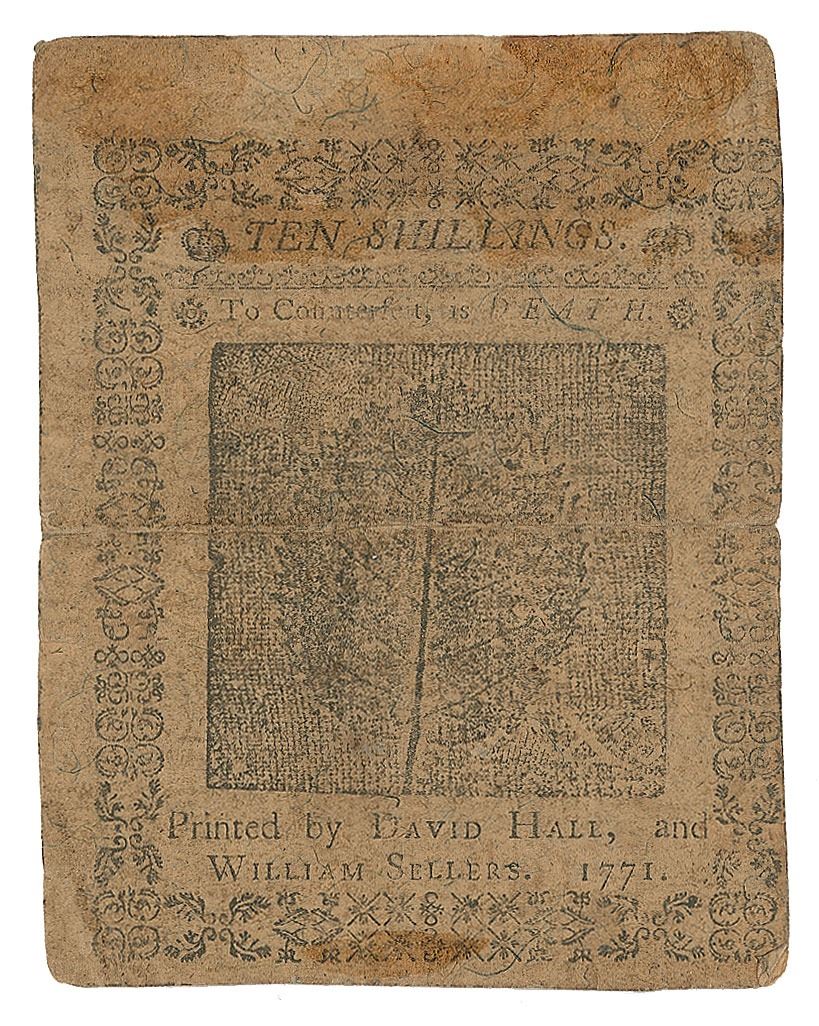 TEN SHILLINGS.
To Counterfeit, is DEATH.
Printed by DAVID HALL, and
WILLIAM SELLERS. 1771.